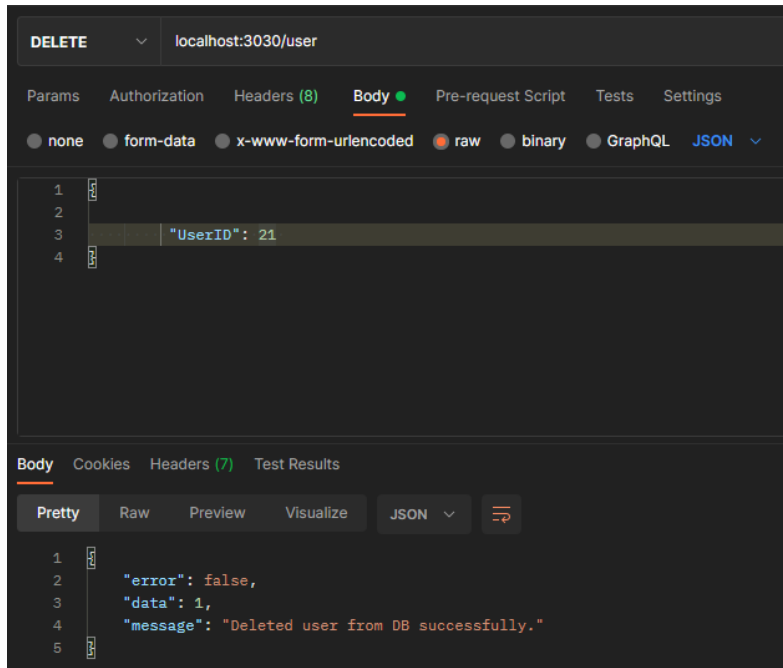 DELETE localhost:3030/user
Params Authorization Headers (8) Body Pre-request Script Tests Settings
none form-data x-www-form-urlencoded raw binary GraphQL JSON
1 {
2
3 "UserID": 21
4 }
Body Cookies Headers (7) Test Results
Pretty Raw Preview Visualize JSON
1 {
2 "error": false,
3 "data": 1,
4 "message": "Deleted user from DB successfully."
5 }